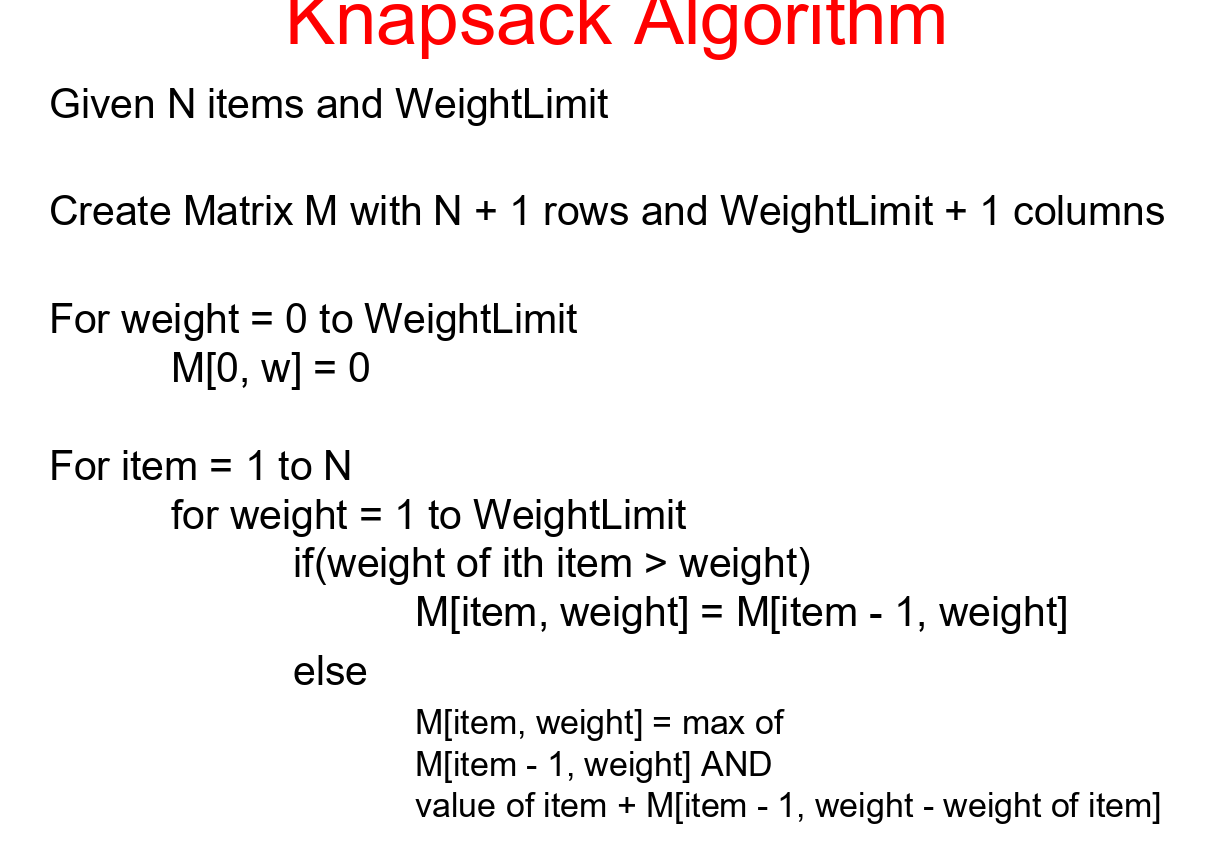 Knapsack Algorithm
Given N items and WeightLimit
Create Matrix M with N + 1 rows and WeightLimit + 1 columns
For weight = 0 to WeightLimit
M[0, w] = 0
For item = 1 to N
for weight = 1 to WeightLimit
if(weight of ith item > weight)
M[item, weight] = M[item - 1, weight]
else
M[item, weight] = max of
M[item - 1, weight] AND
value of item + M[item - 1, weight - weight of item]